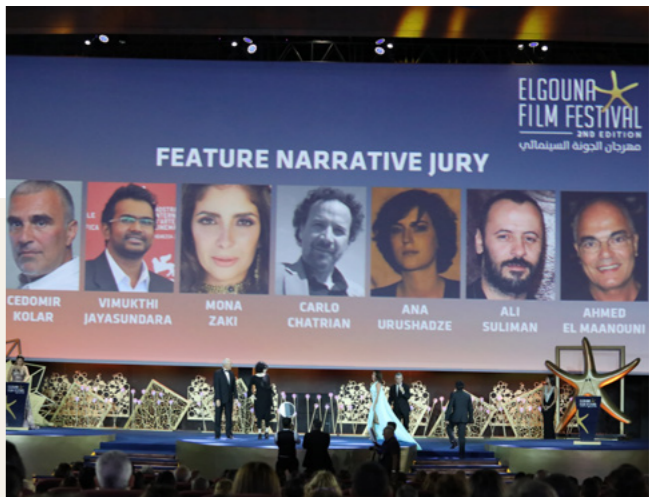 ELGOUNA
FILM FESTIVAL
2ND EDITION
مهرجان الجونة السينمائي
FEATURE NARRATIVE JURY
CEDOMIR
KOLAR
VIMUKTHI
JAYASUNDARA
MONA
ZAKI
CARLO
CHATRIAN
ANA
URUSHADZE
ALI
SULIMAN
AHMED
EL MAANOUNI